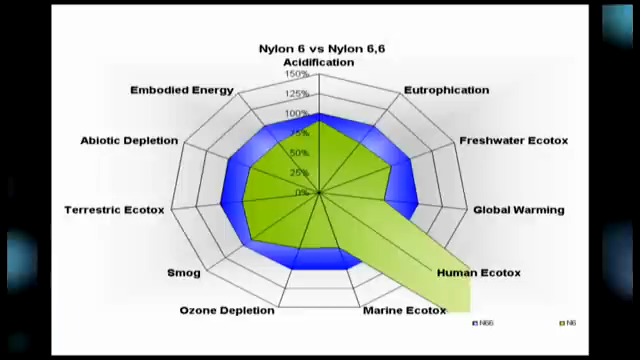 Nylon 6 vs Nylon 6,6
Acidification
150%
125%
100%
75%
50%
25%
0%
Embodied Energy
Eutrophication
Abiotic Depletion
Freshwater Ecotox
Terrestric Ecotox
Global Warming
Smog
Human Ecotox
Ozone Depletion
Marine Ecotox
N66
N6